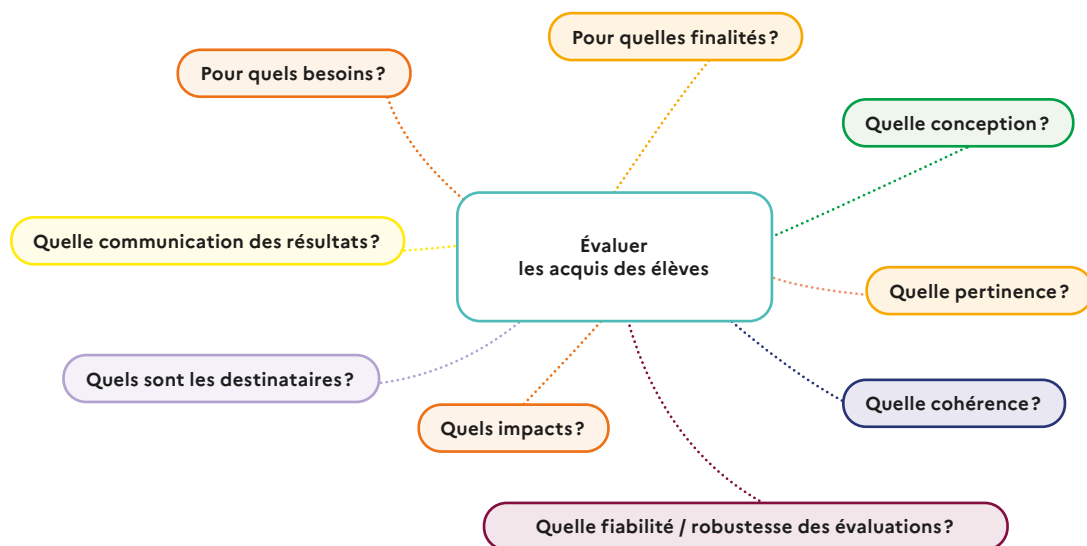 Pour quelles finalités ?
Pour quels besoins ?
Quelle conception ?
Quelle communication des résultats ?
Évaluer
les acquis des élèves
Quelle pertinence ?
Quels sont les destinataires ?
Quelle cohérence ?
Quels impacts ?
Quelle fiabilité / robustesse des évaluations ?